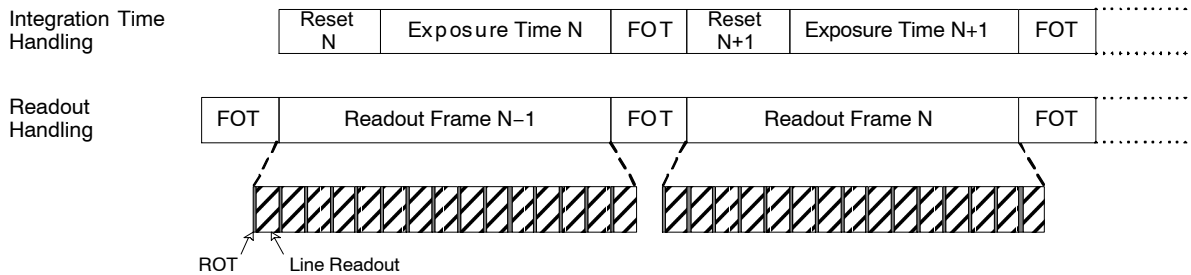 Integration Time
Handling
Reset
N
Exposure Time N
FOT
Reset
N+1
Exposure Time N+1
FOT
Readout
Handling
FOT
Readout Frame N−1
FOT
Readout Frame N
FOT
ROT
Line Readout